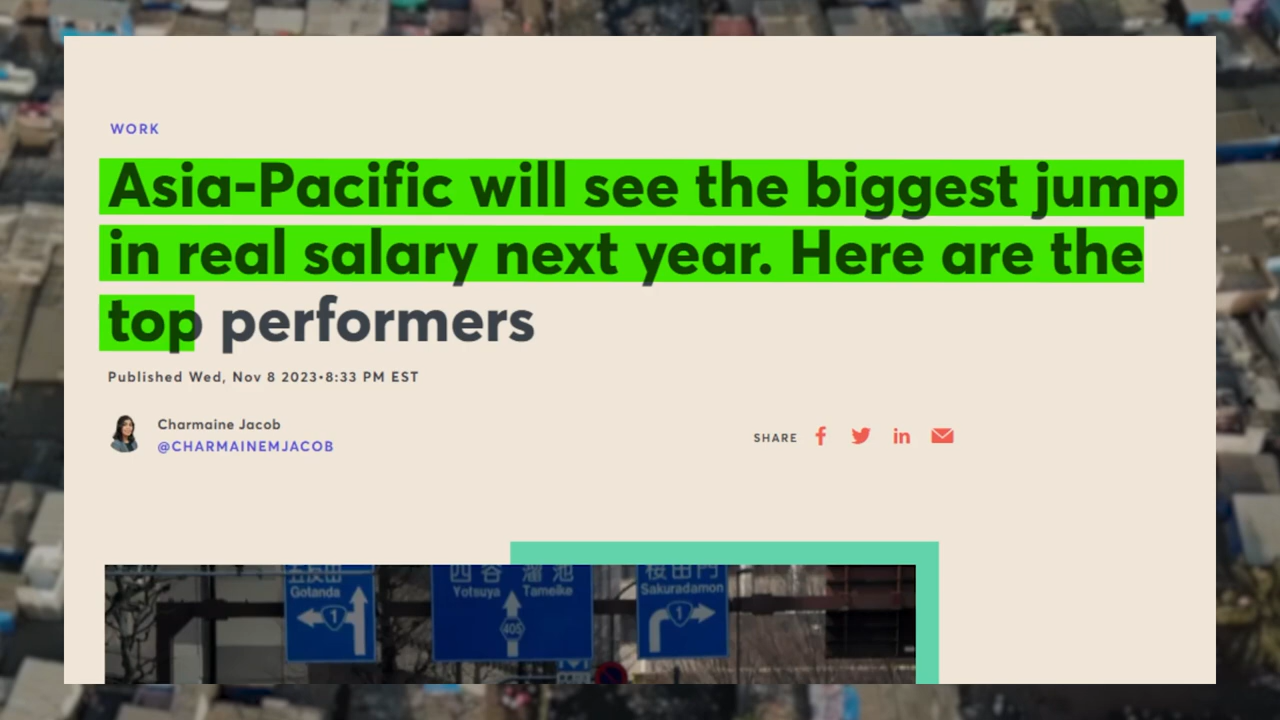 WORK
Asia-Pacific will see the biggest jump
in real salary next year. Here are the
top performers
Published Wed, Nov 8 2023•8:33 PM EST
Charmaine Jacob
@CHARMAINEMJACOB
SHARE
四谷 溜池 桜田門
Gotanda Yotsuya Tameike Sakuradamon
1 405 1